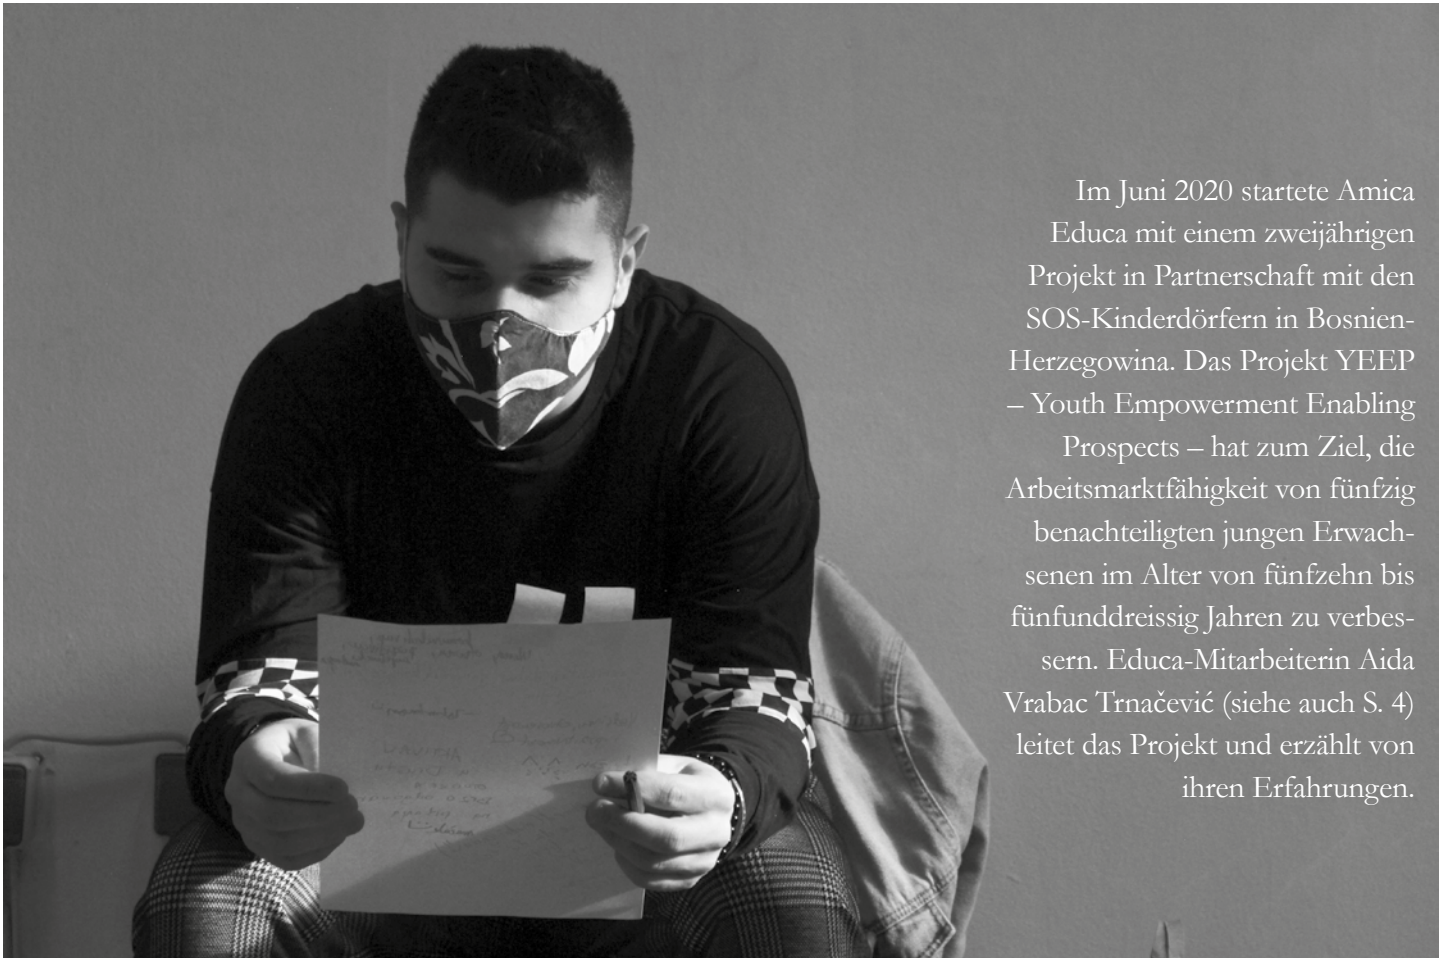 Im Juni 2020 startete Amica
Educa mit einem zweijährigen
Projekt in Partnerschaft mit den
SOS-Kinderdörfern in Bosnien-
Herzegowina. Das Projekt YEEP
– Youth Empowerment Enabling
Prospects – hat zum Ziel, die
Arbeitsmarktfähigkeit von fünfzig
benachteiligten jungen Erwach-
senen im Alter von fünfzehn bis
fünfunddreissig Jahren zu verbes-
sern. Educa-Mitarbeiterin Aida
Vrabac Trnačević (siehe auch S. 4)
leitet das Projekt und erzählt von
ihren Erfahrungen.